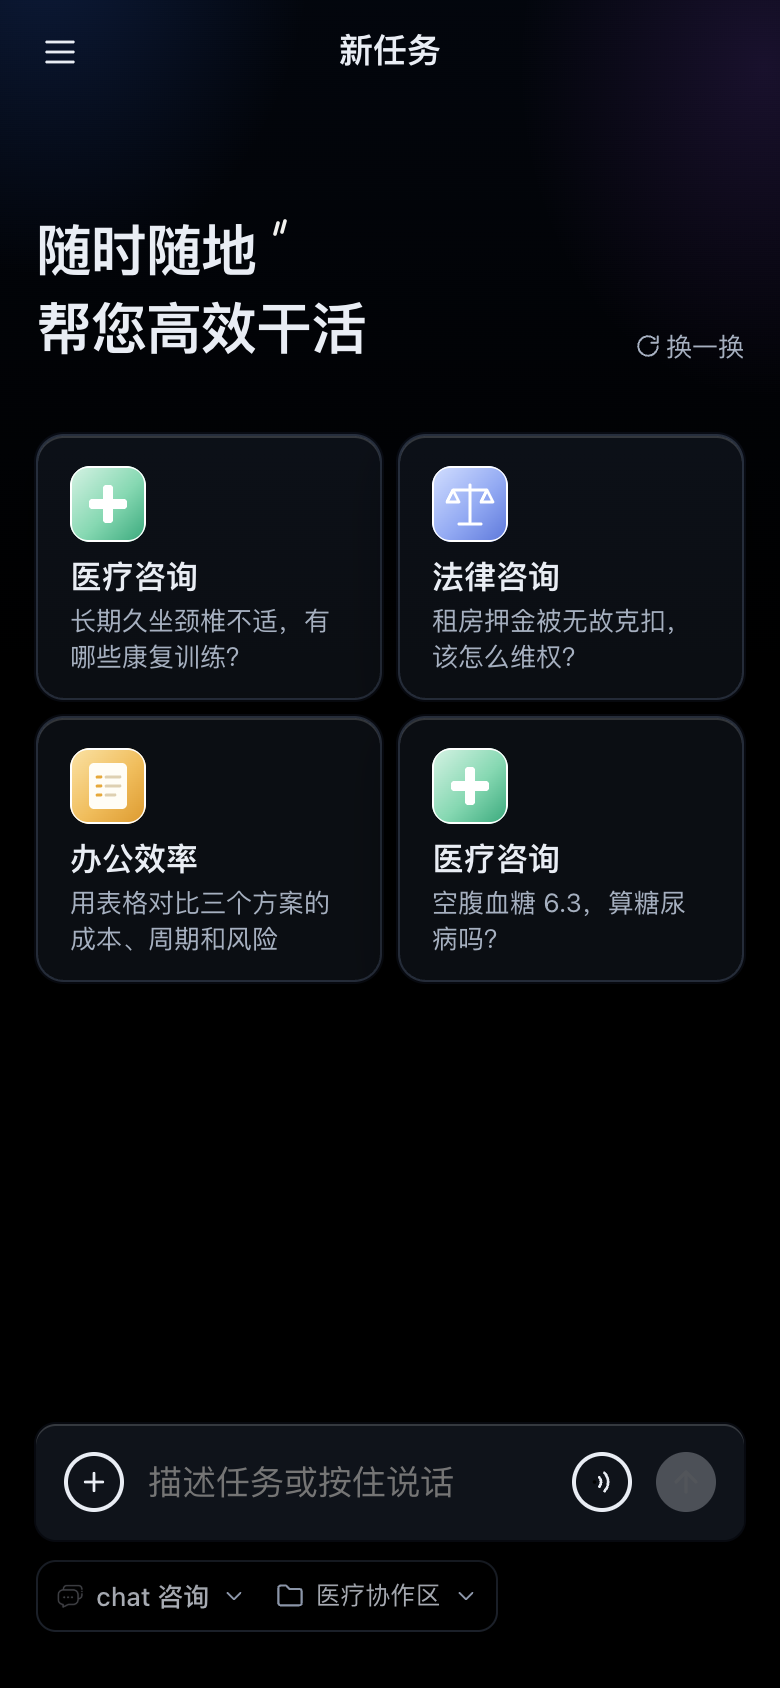 新任务
随时随地
帮您高效干活
换一换
医疗咨询
长期久坐颈椎不适，有
哪些康复训练?
法律咨询
租房押金被无故克扣，
该怎么维权?
办公效率
用表格对比三个方案的
成本、周期和风险
医疗咨询
空腹血糖 6.3，算糖尿
病吗?
描述任务或按住说话
chat 咨询
医疗协作区